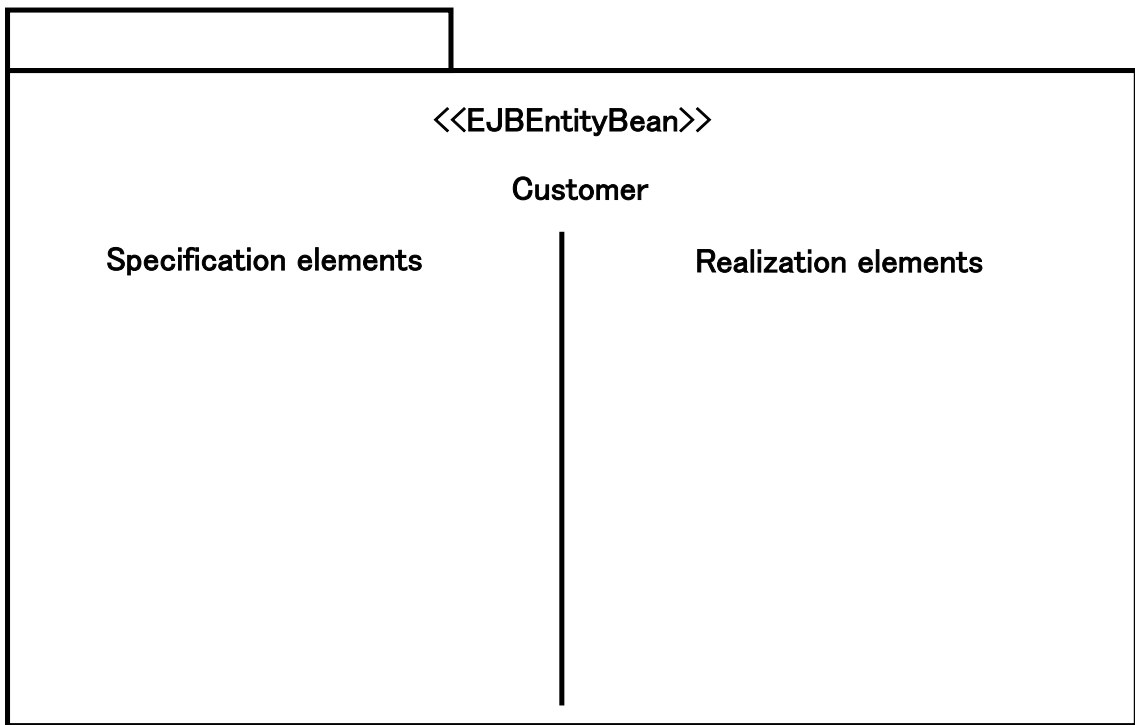 <<EJBEntityBean>>
Customer
Specification elements
Realization elements